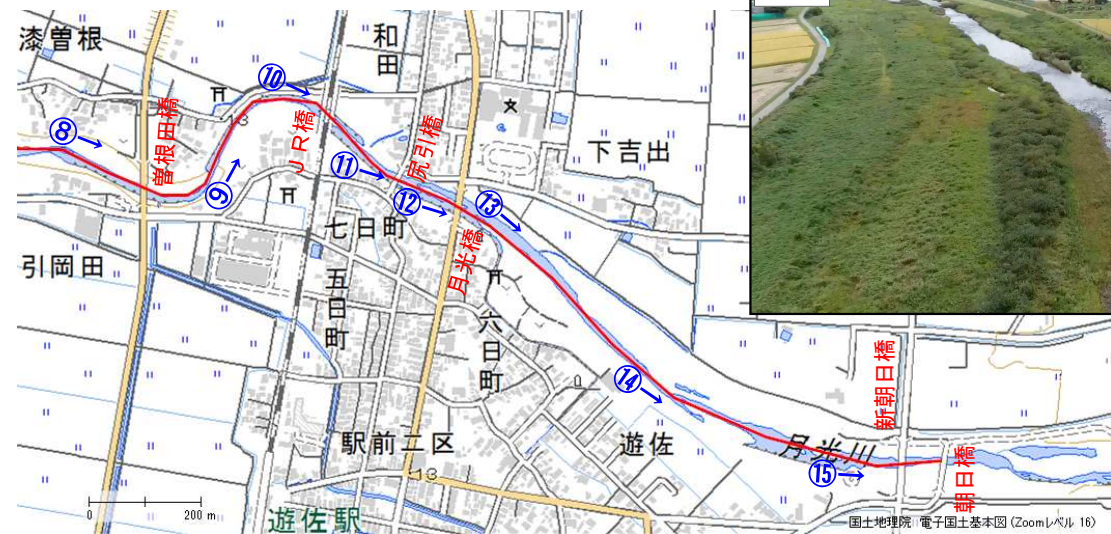 漆曽根
和田
⑧
曽根田橋
⑨
⑩
13
JR橋
⑪
尻引橋
文
下吉出
⑫
⑬
引岡田
七日町
月光橋
五日町
六日町
⑭
新朝日橋
駅前二区
遊佐
月光川
⑮
朝日橋
13
0 200 m
遊佐駅
国土地理院 電子国土基本図 (Zoomレベル 16)